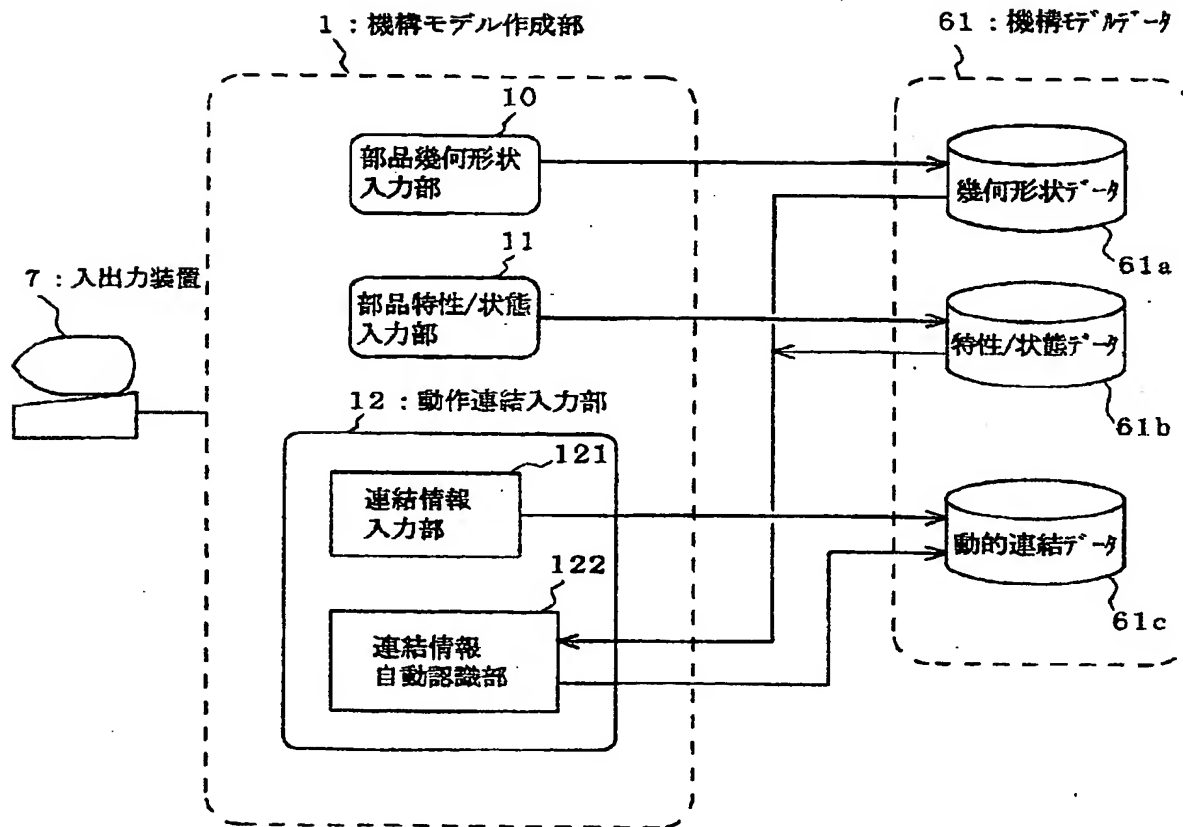 1:機構モデル作成部
61:機構モデルデータ
10
部品幾何形状
入力部
幾何形状データ
61a
11
7:入出力装置
部品特性/状態
入力部
特性/状態データ
61b
12:動作連結入力部
121
連結情報
入力部
動的連結データ
61c
122
連結情報
自動認識部